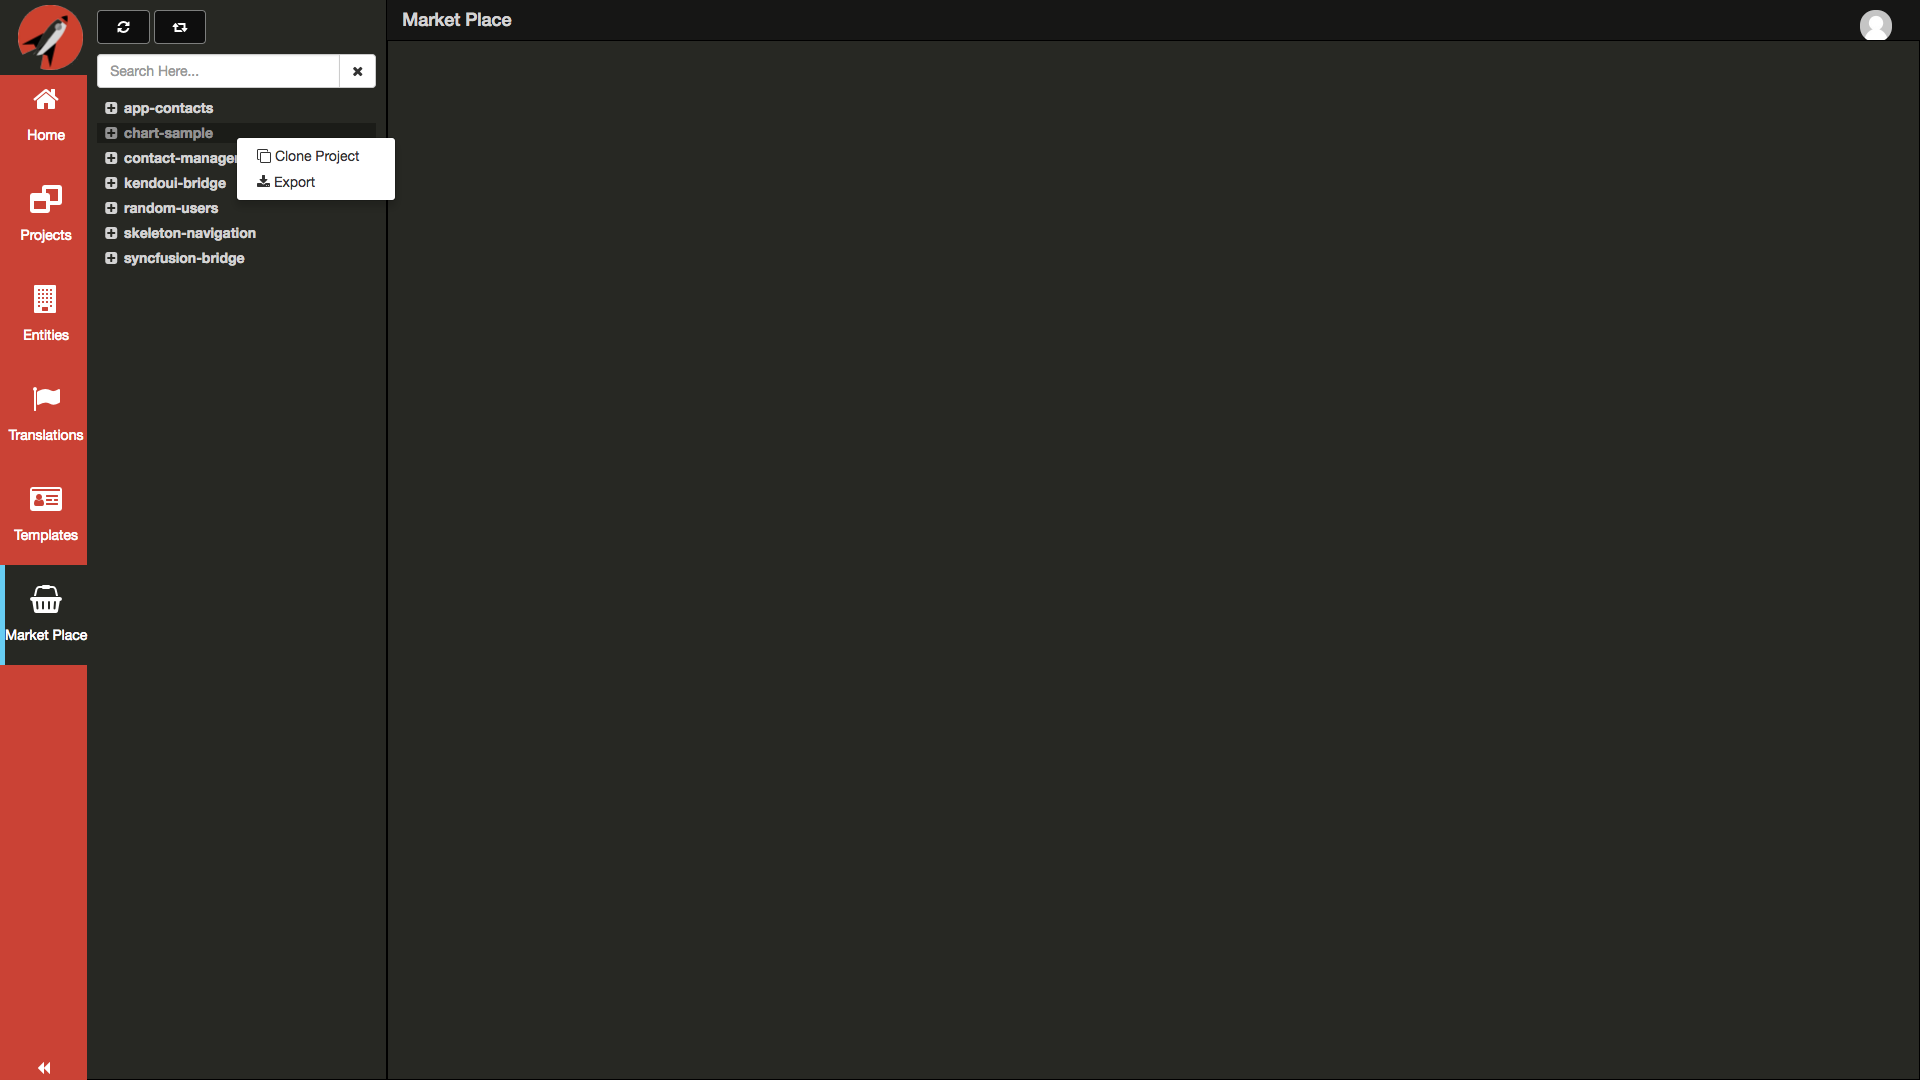 Market Place
Search Here...
app-contacts
chart-sample
contact-manager
kendoui-bridge
random-users
skeleton-navigation
syncfusion-bridge
Clone Project
Export
Home
Projects
Entities
Translations
Templates
Market Place